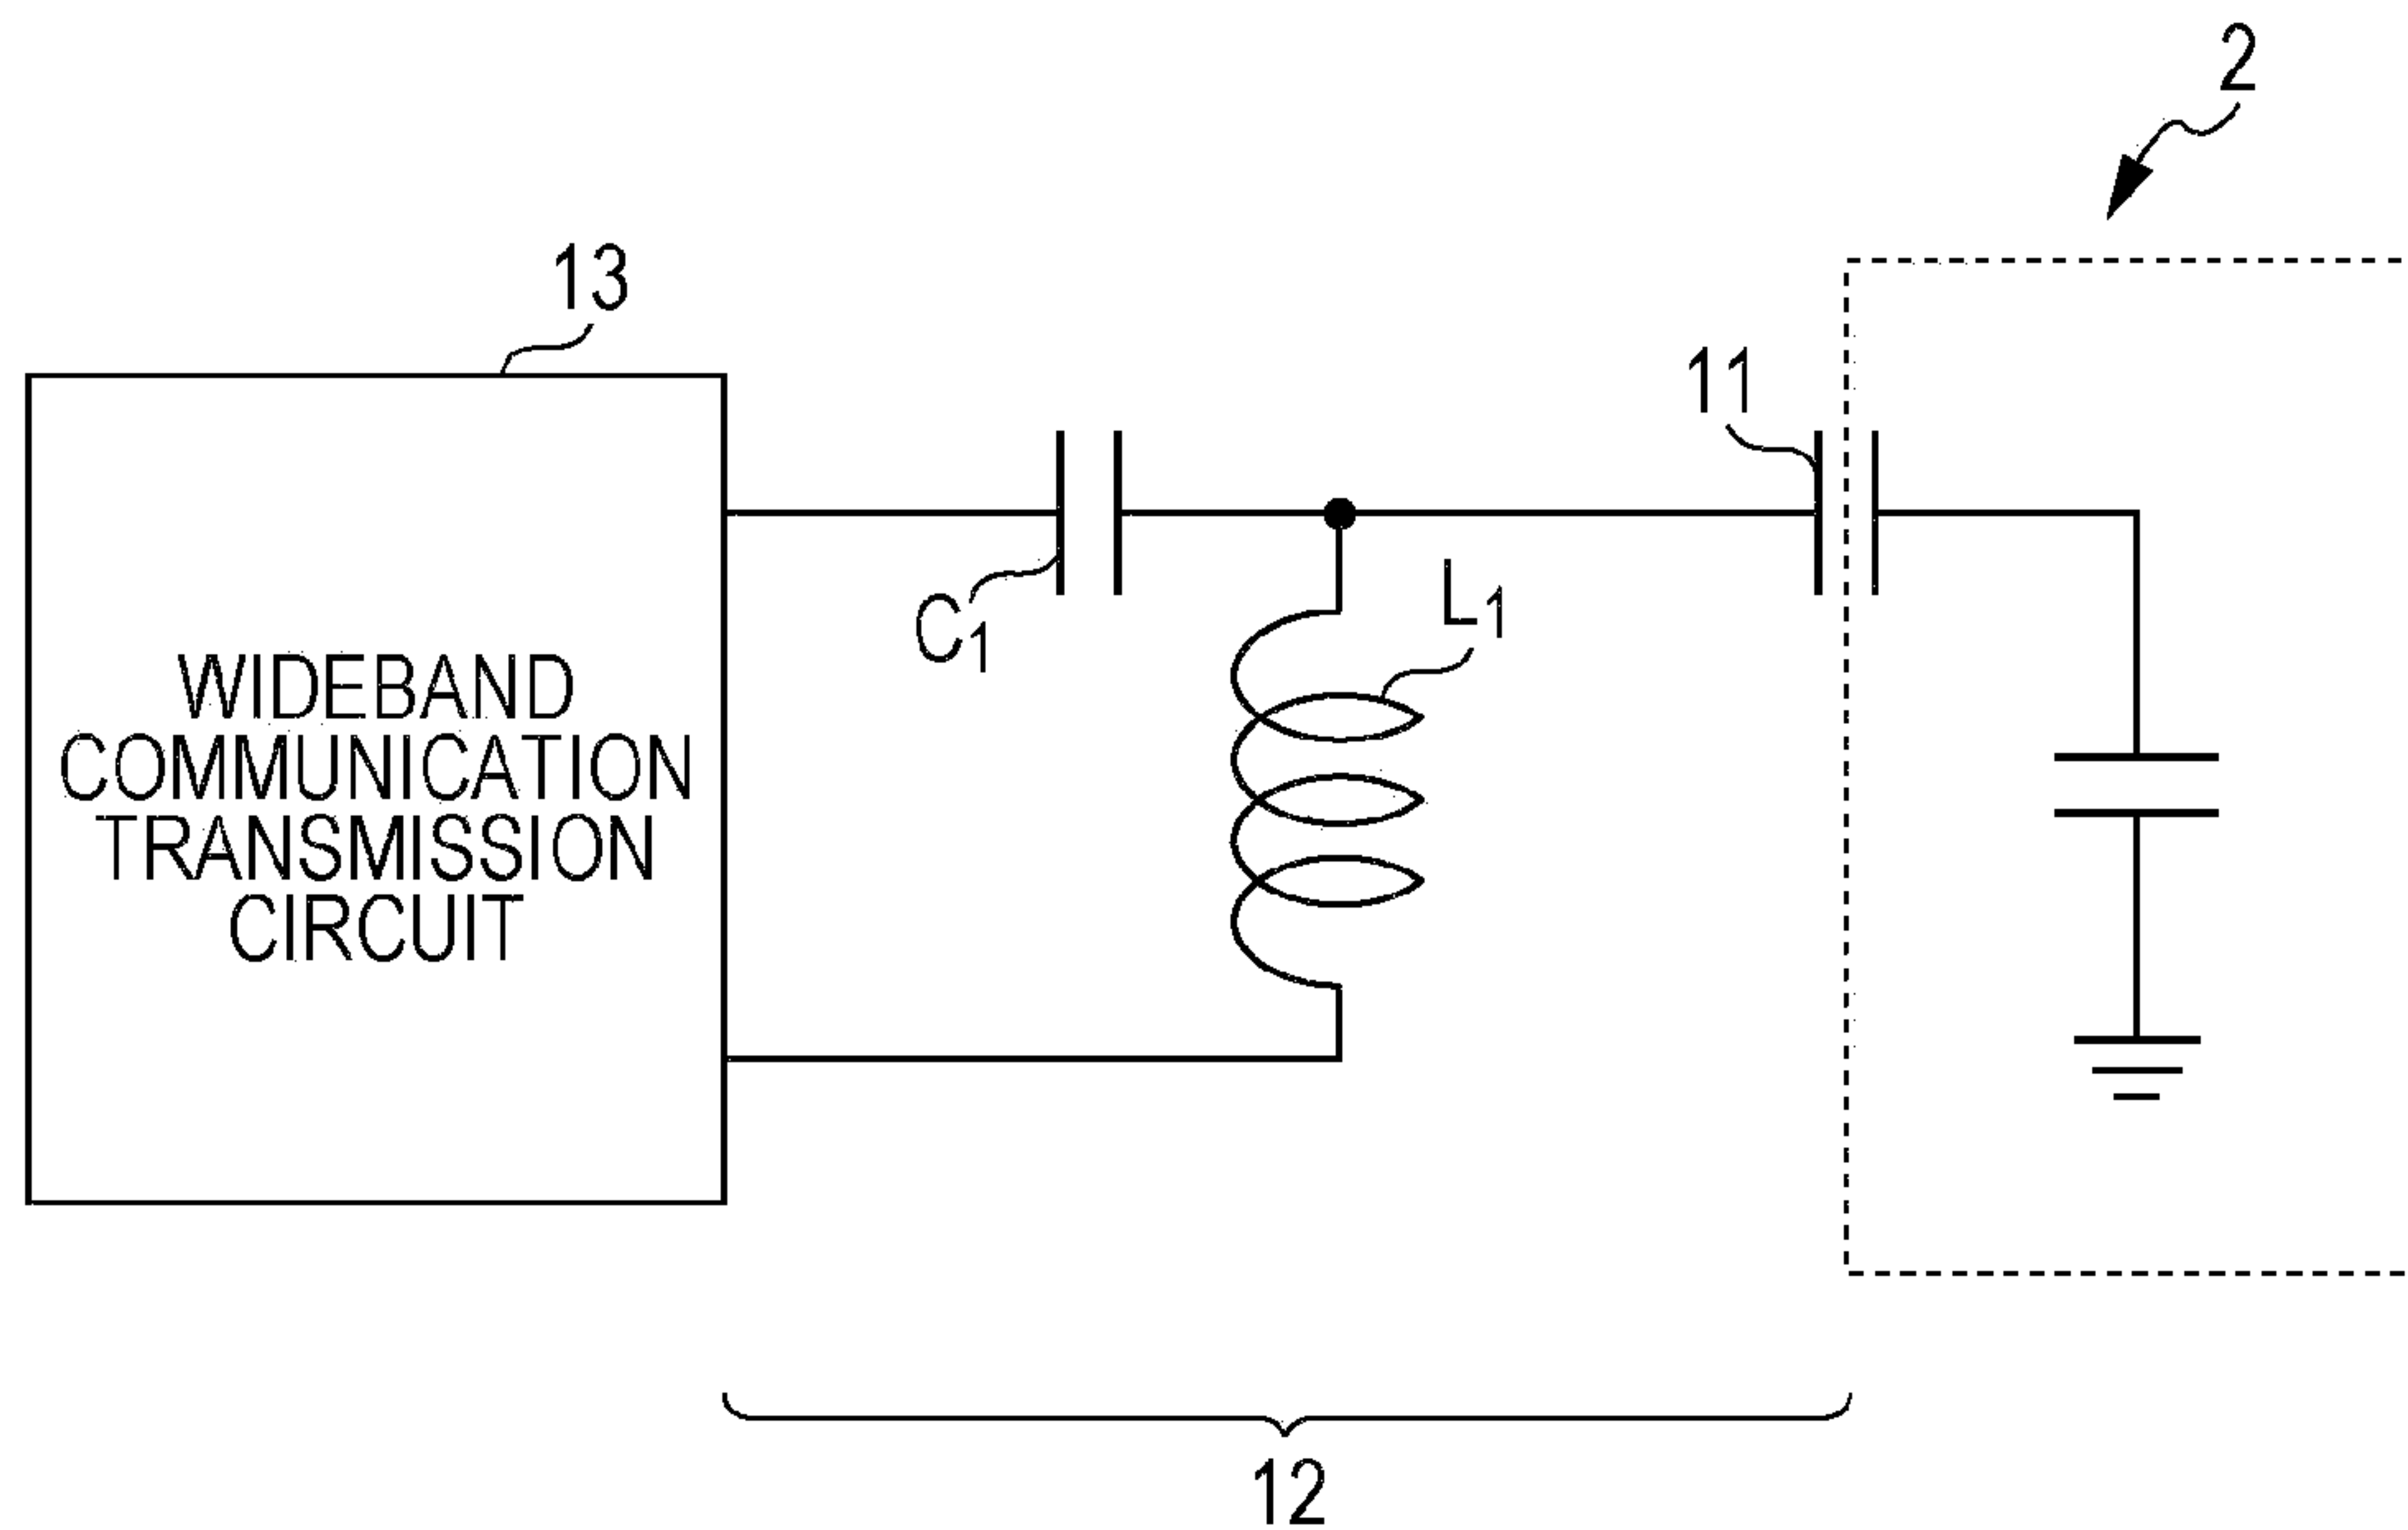 2
13
11
C1
L1
WIDEBAND
COMMUNICATION
TRANSMISSION
CIRCUIT
12